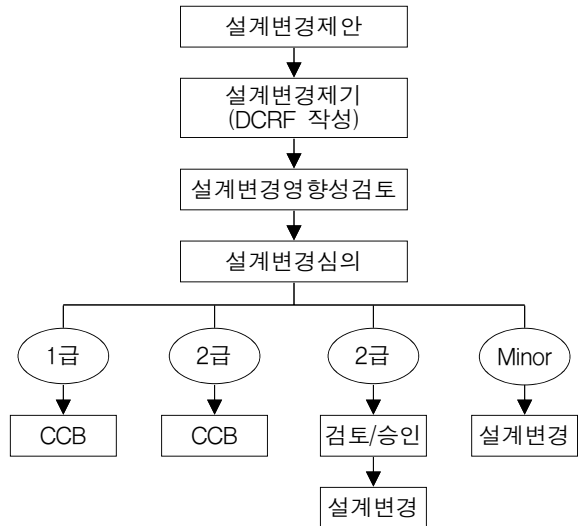 설계변경제안
설계변경제기
(DCRF 작성)
설계변경영향성검토
설계변경심의
1급
2급
2급
Minor
CCB
CCB
검토/승인
설계변경
설계변경